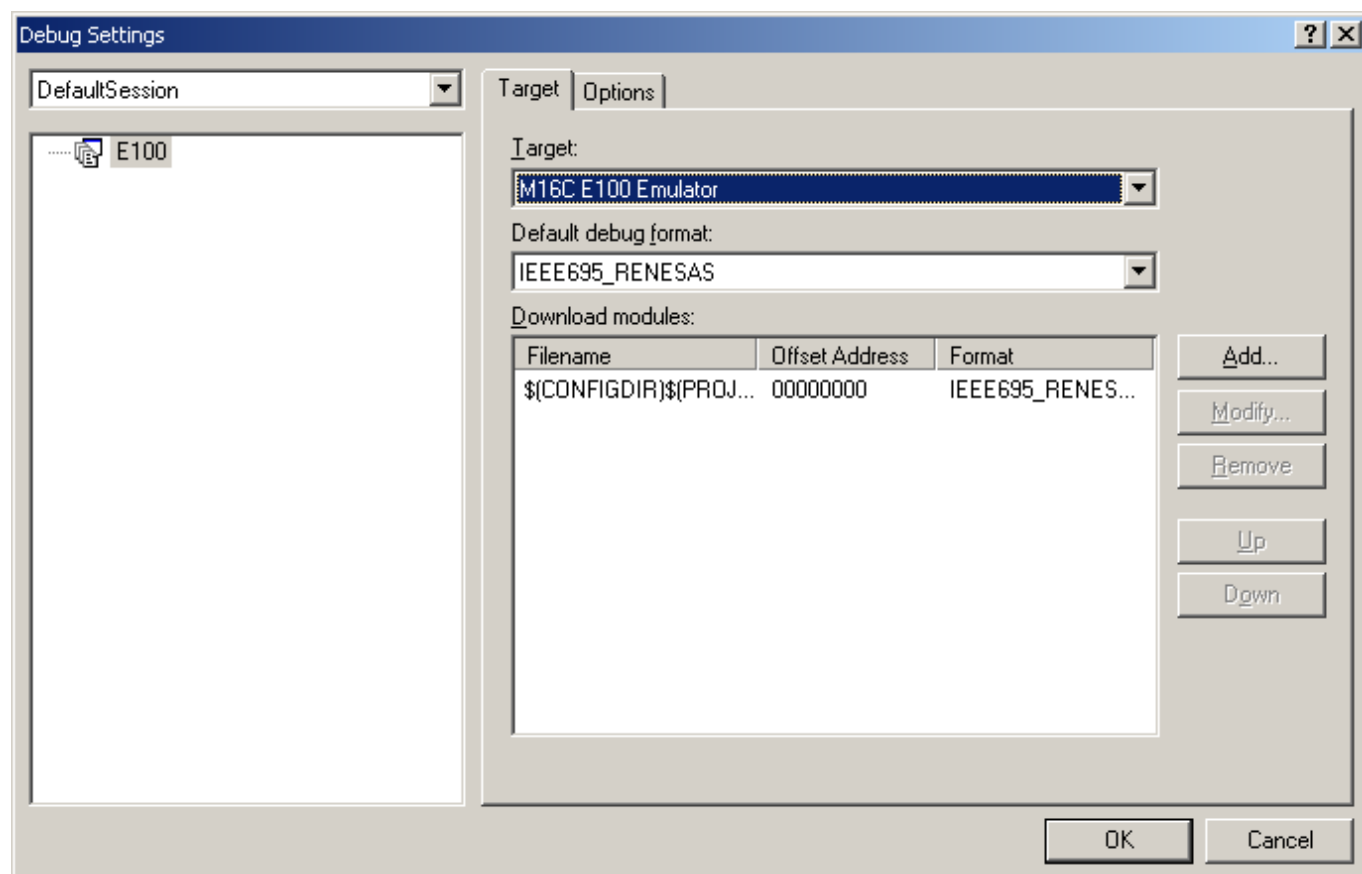 Debug Settings
DefaultSession
E100
Target Options
Target:
M16C E100 Emulator
Default debug format:
IEEE695_RENESAS
Download modules:
Filename Offset Address Format
$(CONFIGDIR)$(PROJ... 00000000 IEEE695_RENES...
Add...
Modify...
Remove
Up
Down
OK Cancel